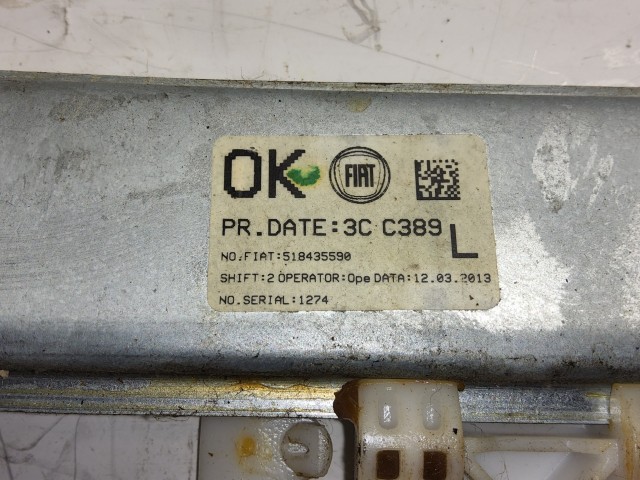 OK FIAT
PR.DATE:3C C389
L
NO.FIAT:518435590
SHIFT:2 OPERATOR:Ope DATA:12.03.2013
NO.SERIAL:1274